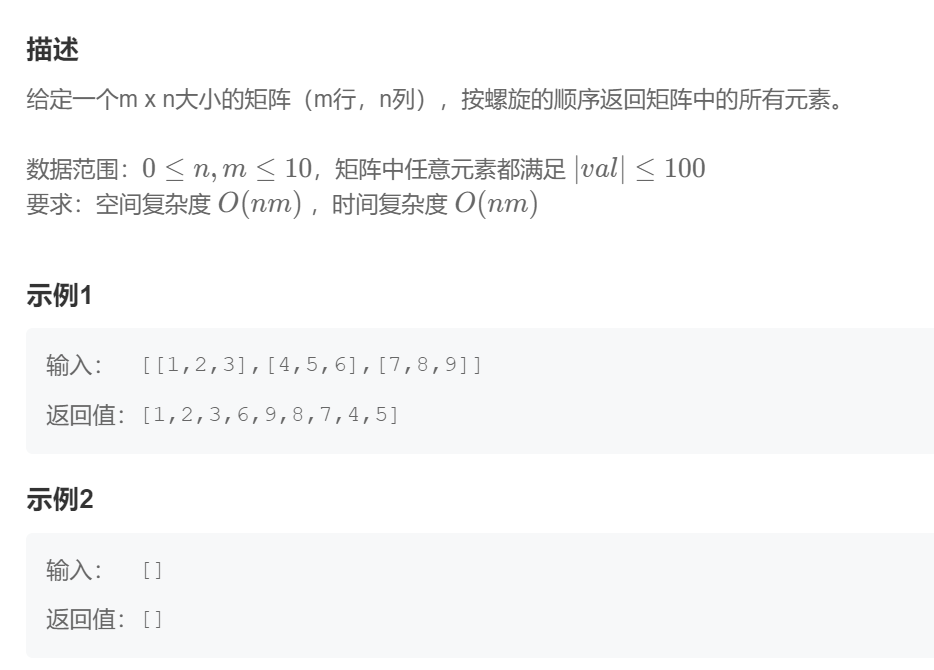 描述
给定一个m x n大小的矩阵（m行，n列），按螺旋的顺序返回矩阵中的所有元素。
数据范围：0 ≤ n, m ≤ 10，矩阵中任意元素都满足 |val| ≤ 100
要求：空间复杂度 O(nm) ，时间复杂度 O(nm)
示例1
输入： [[1,2,3],[4,5,6],[7,8,9]]
返回值：[1,2,3,6,9,8,7,4,5]
示例2
输入： []
返回值：[]